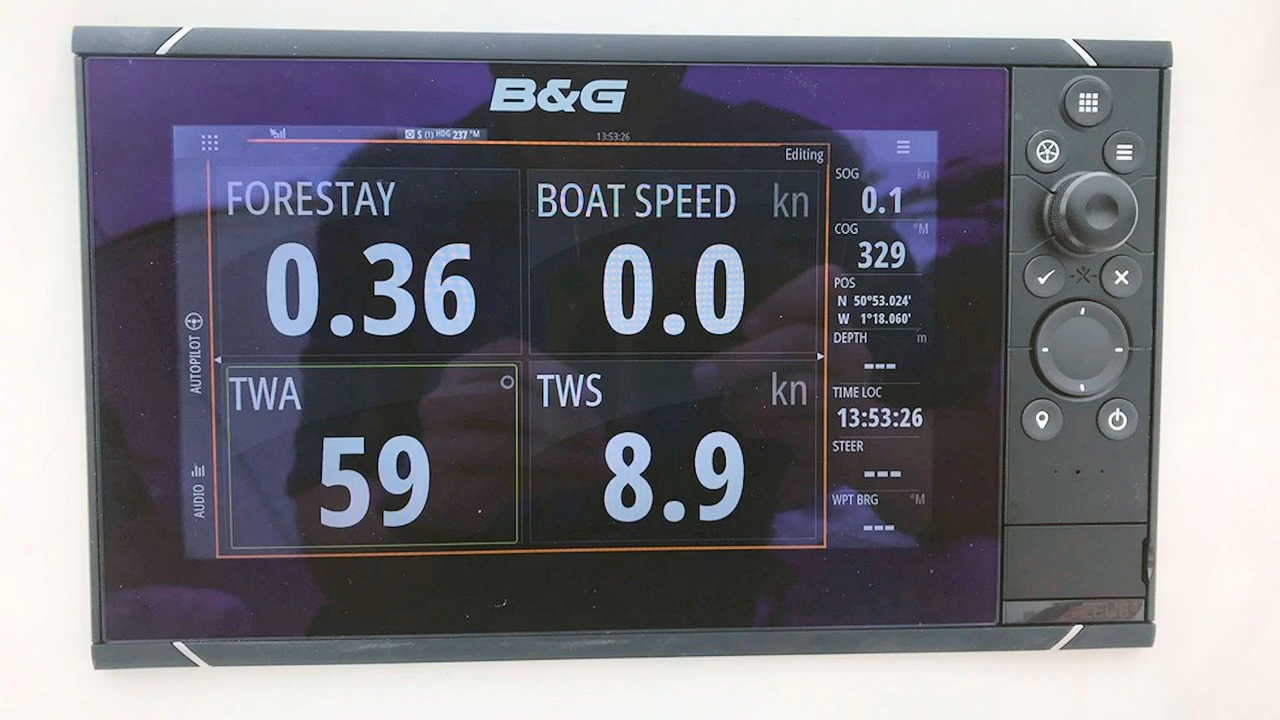 B&G
S (1) HDG 237 °M
13:53:26
Editing
FORESTAY
0.36
BOAT SPEED kn
0.0
TWA °
59
TWS kn
8.9
SOG kn
0.1
COG °M
329
POS
N 50°53.024'
W 1°18.060'
DEPTH m
---
TIME LOC
13:53:26
STEER
---
WPT BRG °M
---
AUTOPILOT
AUDIO